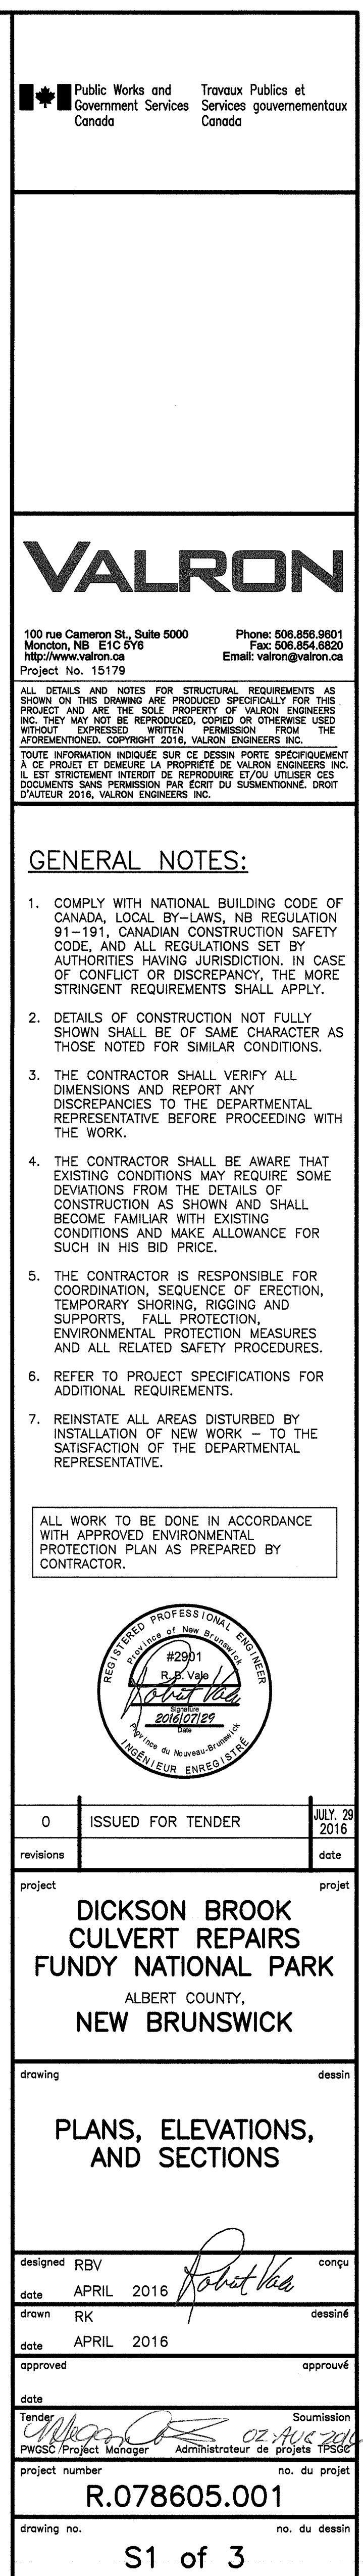 Public Works and Travaux Publics et
Government Services Services gouvernementaux
Canada Canada
VALRON
100 rue Cameron St., Suite 5000 Phone: 506.856.9601
Moncton, NB E1C 5Y6 Fax: 506.854.6820
http://www.valron.ca Email: valron@valron.ca
Project No. 15179
ALL DETAILS AND NOTES FOR STRUCTURAL REQUIREMENTS AS
SHOWN ON THIS DRAWING ARE PRODUCED SPECIFICALLY FOR THIS
PROJECT AND ARE THE SOLE PROPERTY OF VALRON ENGINEERS
INC. THEY MAY NOT BE REPRODUCED, COPIED OR OTHERWISE USED
WITHOUT EXPRESSED WRITTEN PERMISSION FROM THE
AFOREMENTIONED. COPYRIGHT 2016, VALRON ENGINEERS INC.
TOUTE INFORMATION INDIQUÉE SUR CE DESSIN PORTE SPÉCIFIQUEMENT
À CE PROJET ET DEMEURE LA PROPRIÉTÉ DE VALRON ENGINEERS INC.
IL EST STRICTEMENT INTERDIT DE REPRODUIRE ET/OU UTILISER CES
DOCUMENTS SANS PERMISSION PAR ÉCRIT DU SUSMENTIONNÉ. DROIT
D'AUTEUR 2016, VALRON ENGINEERS INC.
GENERAL NOTES:
1. COMPLY WITH NATIONAL BUILDING CODE OF
CANADA, LOCAL BY-LAWS, NB REGULATION
91-191, CANADIAN CONSTRUCTION SAFETY
CODE, AND ALL REGULATIONS SET BY
AUTHORITIES HAVING JURISDICTION. IN CASE
OF CONFLICT OR DISCREPANCY, THE MORE
STRINGENT REQUIREMENTS SHALL APPLY.
2. DETAILS OF CONSTRUCTION NOT FULLY
SHOWN SHALL BE OF SAME CHARACTER AS
THOSE NOTED FOR SIMILAR CONDITIONS.
3. THE CONTRACTOR SHALL VERIFY ALL
DIMENSIONS AND REPORT ANY
DISCREPANCIES TO THE DEPARTMENTAL
REPRESENTATIVE BEFORE PROCEEDING WITH
THE WORK.
4. THE CONTRACTOR SHALL BE AWARE THAT
EXISTING CONDITIONS MAY REQUIRE SOME
DEVIATIONS FROM THE DETAILS OF
CONSTRUCTION AS SHOWN AND SHALL
BECOME FAMILIAR WITH EXISTING
CONDITIONS AND MAKE ALLOWANCE FOR
SUCH IN HIS BID PRICE.
5. THE CONTRACTOR IS RESPONSIBLE FOR
COORDINATION, SEQUENCE OF ERECTION,
TEMPORARY SHORING, RIGGING AND
SUPPORTS, FALL PROTECTION,
ENVIRONMENTAL PROTECTION MEASURES
AND ALL RELATED SAFETY PROCEDURES.
6. REFER TO PROJECT SPECIFICATIONS FOR
ADDITIONAL REQUIREMENTS.
7. REINSTATE ALL AREAS DISTURBED BY
INSTALLATION OF NEW WORK – TO THE
SATISFACTION OF THE DEPARTMENTAL
REPRESENTATIVE.
ALL WORK TO BE DONE IN ACCORDANCE
WITH APPROVED ENVIRONMENTAL
PROTECTION PLAN AS PREPARED BY
CONTRACTOR.
REGISTERED PROFESSIONAL ENGINEER
Province of New Brunswick
#2901
R. B. Vale
Robert Vale
Signature
2016/07/29
Date
Province du Nouveau-Brunswick
INGÉNIEUR ENREGISTRÉ
0 ISSUED FOR TENDER JULY. 29
2016
revisions date
project projet
DICKSON BROOK
CULVERT REPAIRS
FUNDY NATIONAL PARK
ALBERT COUNTY,
NEW BRUNSWICK
drawing dessin
PLANS, ELEVATIONS,
AND SECTIONS
designed RBV Robert Vale conçu
date APRIL 2016
drawn RK dessiné
date APRIL 2016
approved approuvé
date
Tender Soumission
02 AUG 2016
PWGSC Project Manager Administrateur de projets TPSGC
project number no. du projet
R.078605.001
drawing no. no. du dessin
S1 of 3